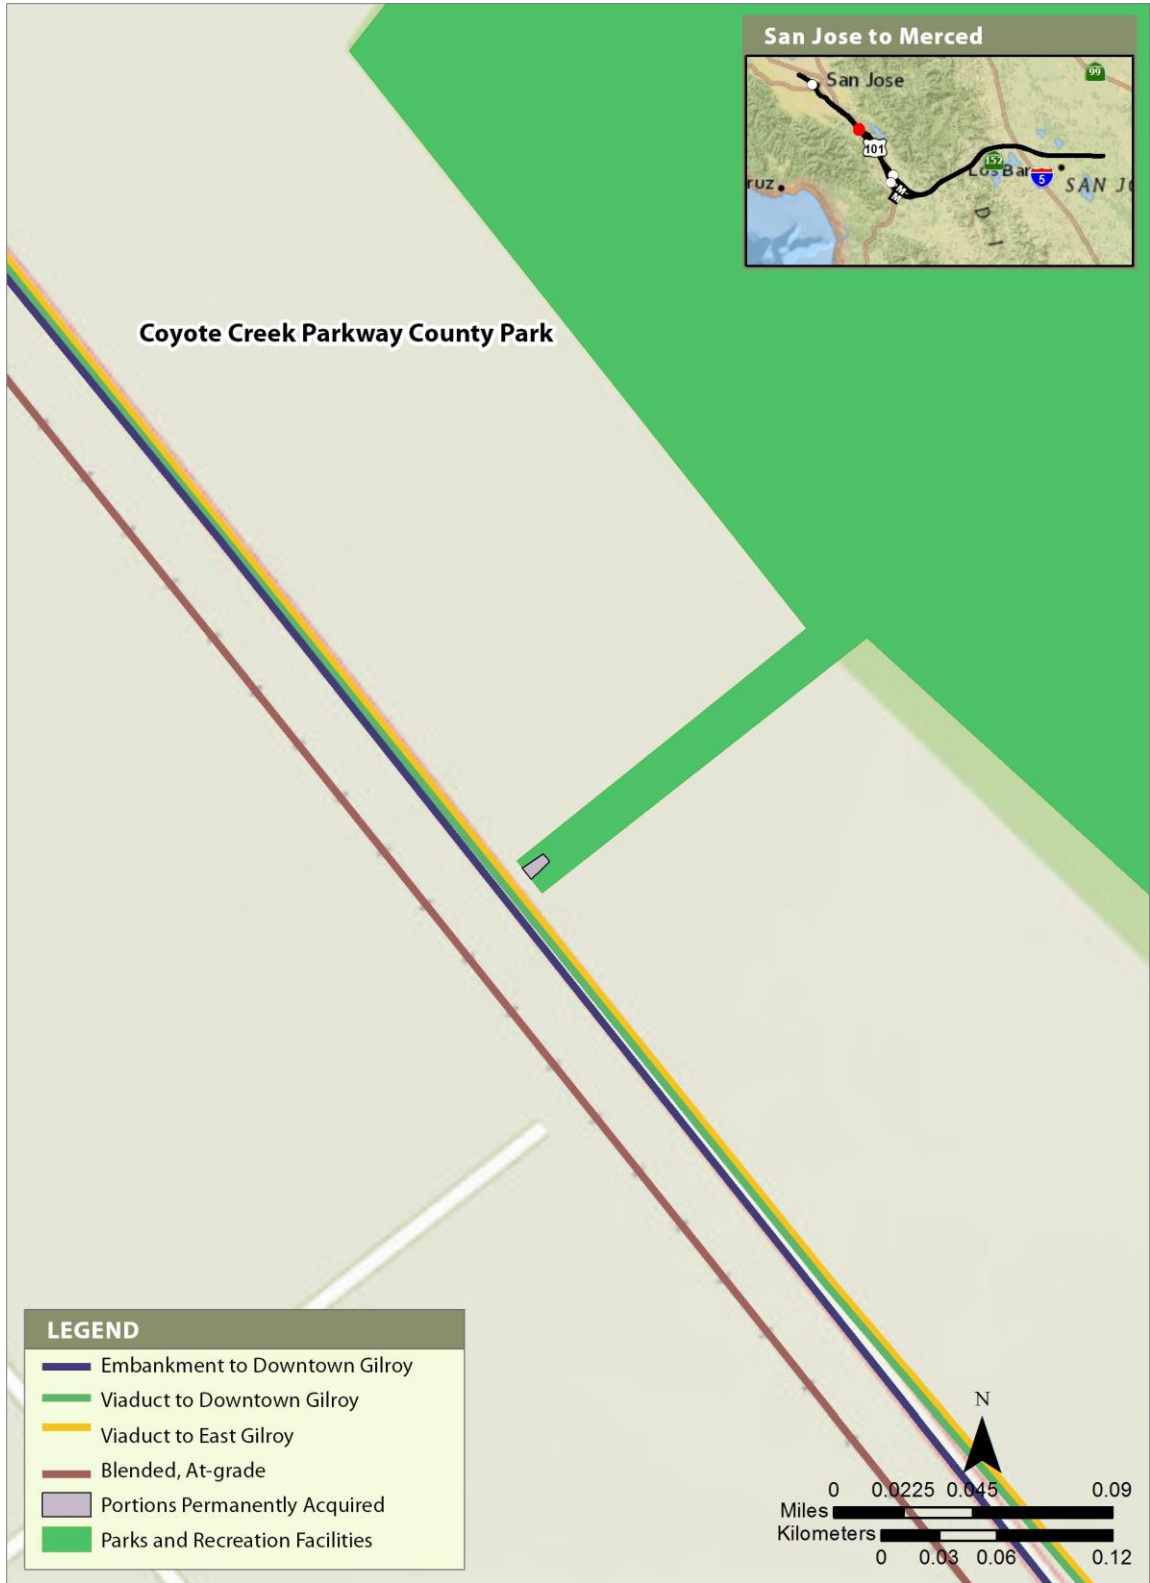 San Jose to Merced
San Jose
99
101
152
Los Ban
5
SAN JO
ruz
D I
Coyote Creek Parkway County Park
LEGEND
Embankment to Downtown Gilroy
Viaduct to Downtown Gilroy
Viaduct to East Gilroy
Blended, At-grade
Portions Permanently Acquired
Parks and Recreation Facilities
N
0 0.0225 0.045 0.09
Miles
Kilometers
0 0.03 0.06 0.12